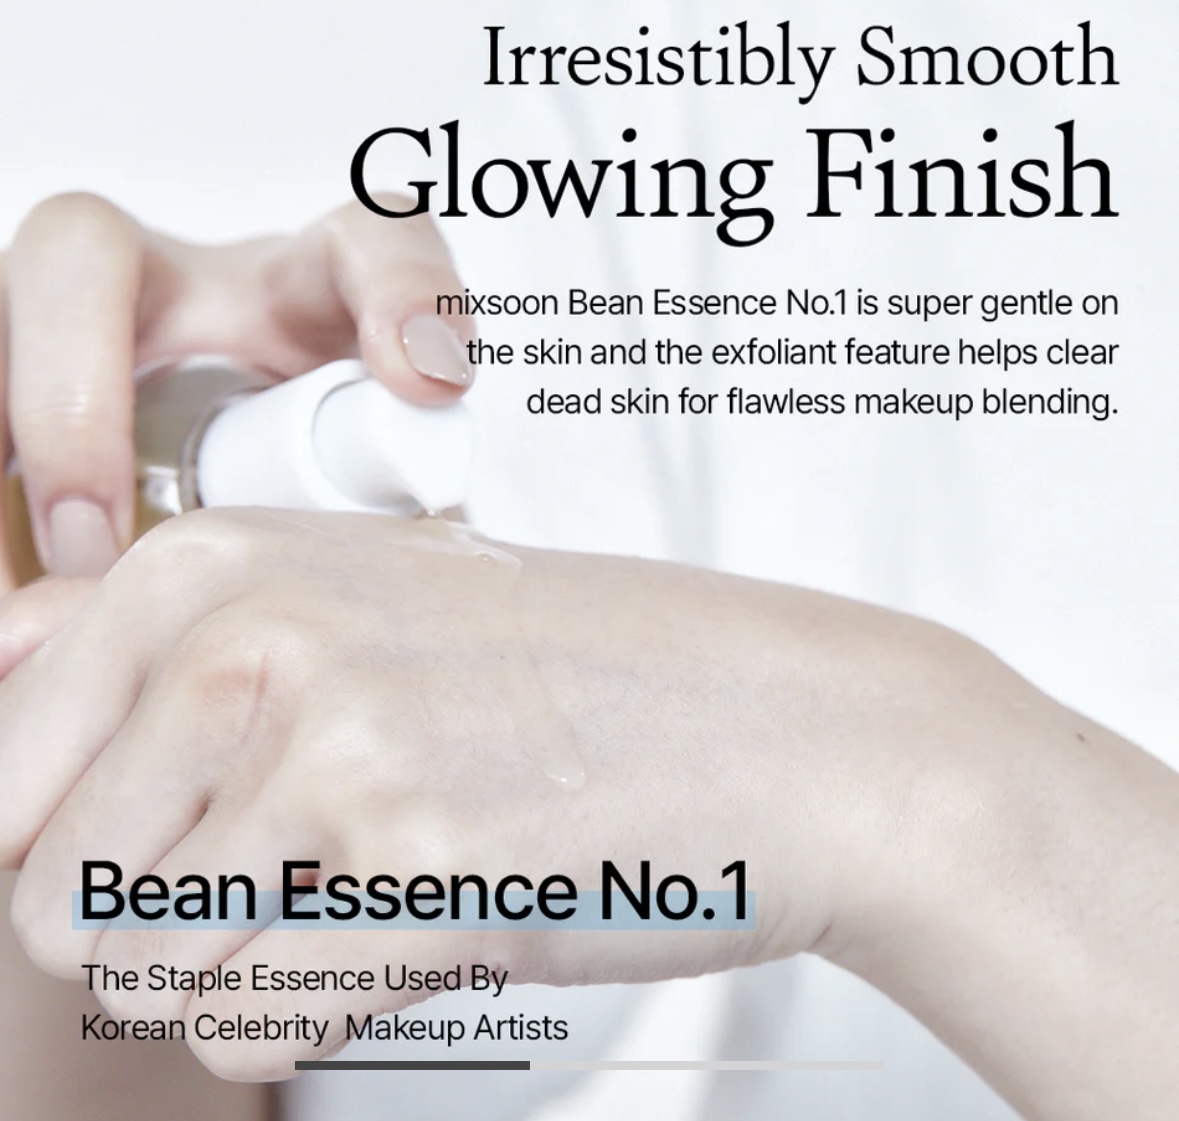 Irresistibly Smooth
Glowing Finish
mixsoon Bean Essence No.1 is super gentle on
the skin and the exfoliant feature helps clear
dead skin for flawless makeup blending.
Bean Essence No.1
The Staple Essence Used By
Korean Celebrity Makeup Artists